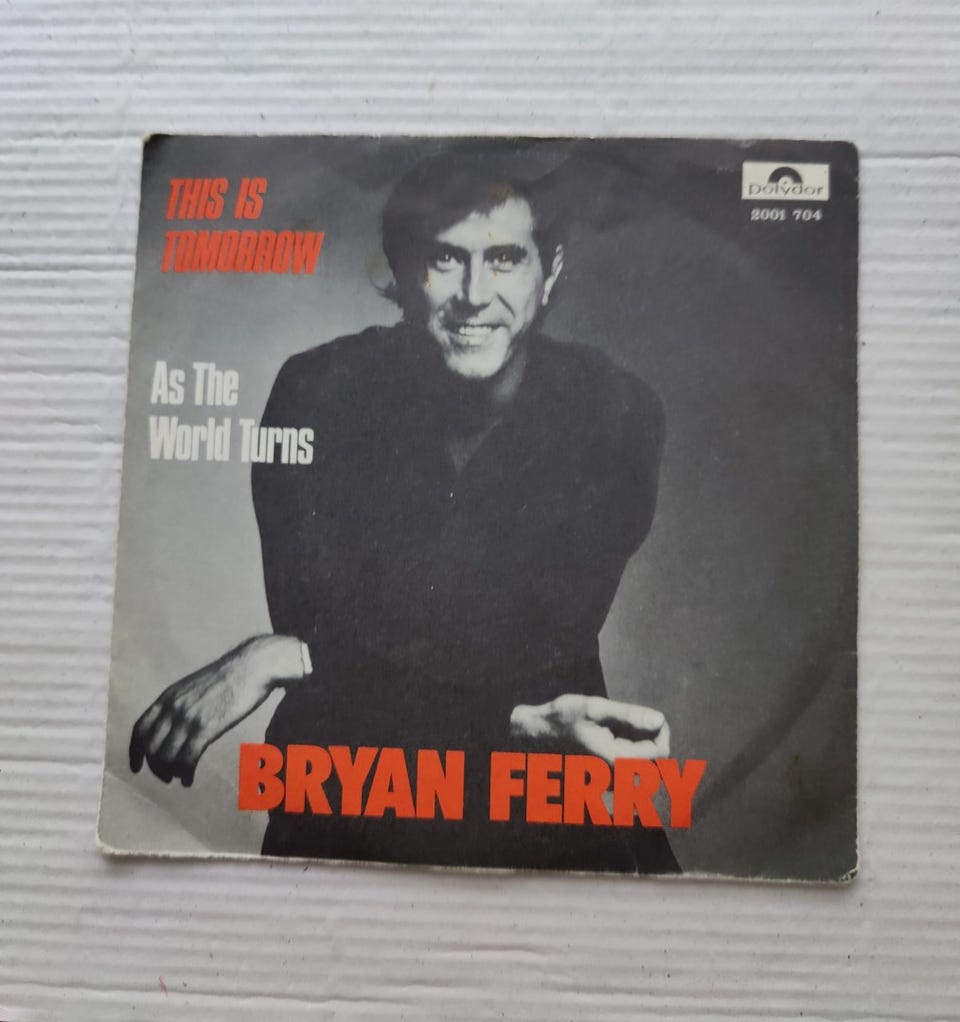 THIS IS
TOMORROW
polydor
2001 704
As The
World Turns
BRYAN FERRY